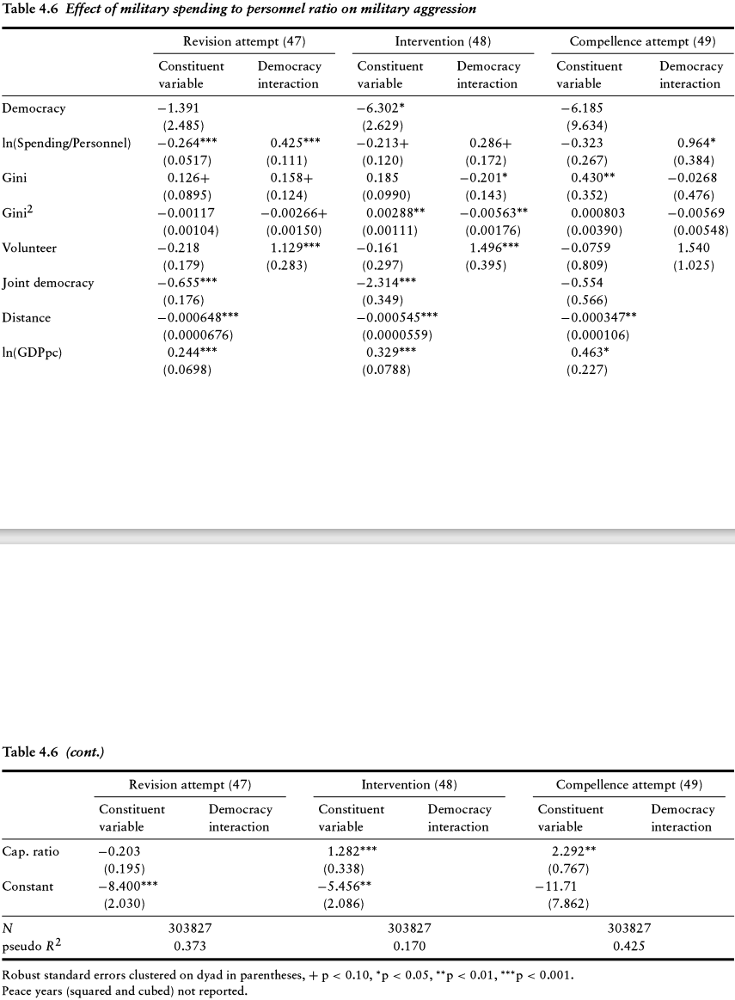 Table 4.6 Effect of military spending to personnel ratio on military aggression
Revision attempt (47) Intervention (48) Compellence attempt (49)
Constituent Democracy Constituent Democracy Constituent Democracy
variable interaction variable interaction variable interaction
Democracy −1.391 −6.302* −6.185
(2.485) (2.629) (9.634)
ln(Spending/Personnel) −0.264*** 0.425*** −0.213+ 0.286+ −0.323 0.964*
(0.0517) (0.111) (0.120) (0.172) (0.267) (0.384)
Gini 0.126+ 0.158+ 0.185 −0.201* 0.430** −0.0268
(0.0895) (0.124) (0.0990) (0.143) (0.352) (0.476)
Gini² −0.00117 −0.00266+ 0.00288** −0.00563** 0.000803 −0.00569
(0.00104) (0.00150) (0.00111) (0.00176) (0.00390) (0.00548)
Volunteer −0.218 1.129*** −0.161 1.496*** −0.0759 1.540
(0.179) (0.283) (0.297) (0.395) (0.809) (1.025)
Joint democracy −0.655*** −2.314*** −0.554
(0.176) (0.349) (0.566)
Distance −0.000648*** −0.000545*** −0.000347**
(0.0000676) (0.0000559) (0.000106)
ln(GDPpc) 0.244*** 0.329*** 0.463*
(0.0698) (0.0788) (0.227)
Table 4.6 (cont.)
Revision attempt (47) Intervention (48) Compellence attempt (49)
Constituent Democracy Constituent Democracy Constituent Democracy
variable interaction variable interaction variable interaction
Cap. ratio −0.203 1.282*** 2.292**
(0.195) (0.338) (0.767)
Constant −8.400*** −5.456** −11.71
(2.030) (2.086) (7.862)
N 303827 303827 303827
pseudo R² 0.373 0.170 0.425
Robust standard errors clustered on dyad in parentheses, + p < 0.10, *p < 0.05, **p < 0.01, ***p < 0.001.
Peace years (squared and cubed) not reported.